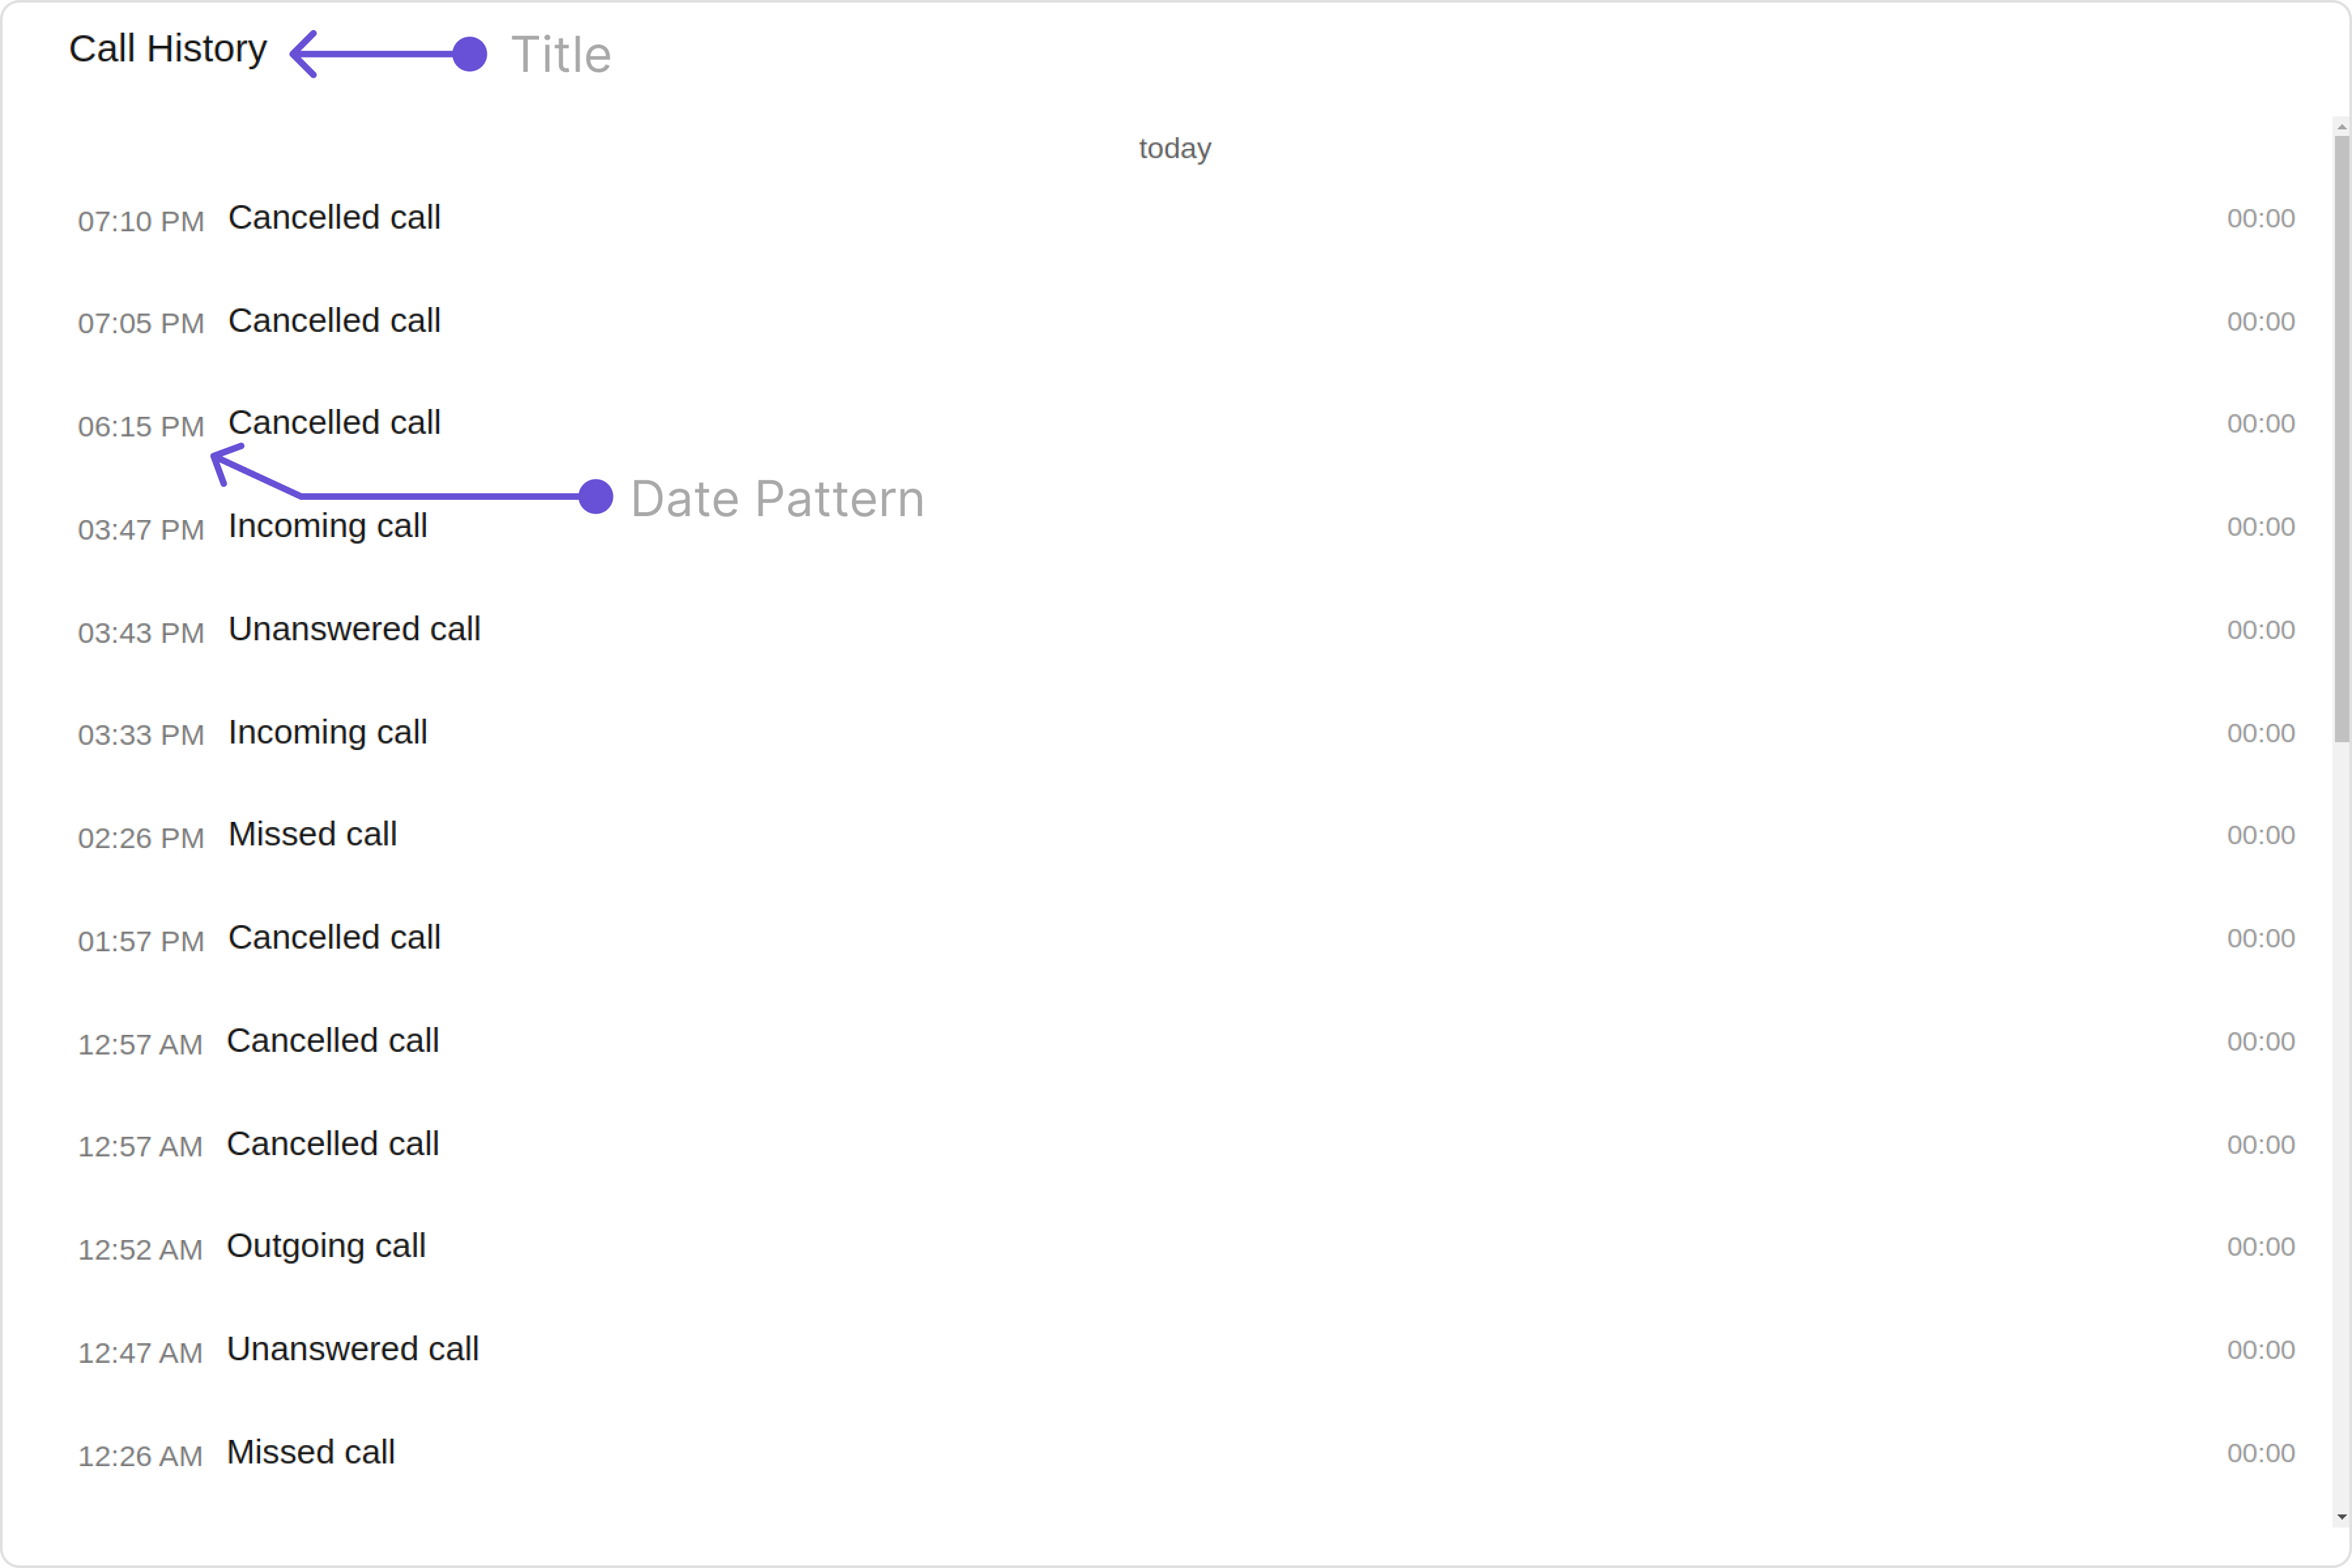 Call History Title
today
07:10 PM Cancelled call 00:00
07:05 PM Cancelled call 00:00
06:15 PM Cancelled call 00:00
Date Pattern
03:47 PM Incoming call 00:00
03:43 PM Unanswered call 00:00
03:33 PM Incoming call 00:00
02:26 PM Missed call 00:00
01:57 PM Cancelled call 00:00
12:57 AM Cancelled call 00:00
12:57 AM Cancelled call 00:00
12:52 AM Outgoing call 00:00
12:47 AM Unanswered call 00:00
12:26 AM Missed call 00:00